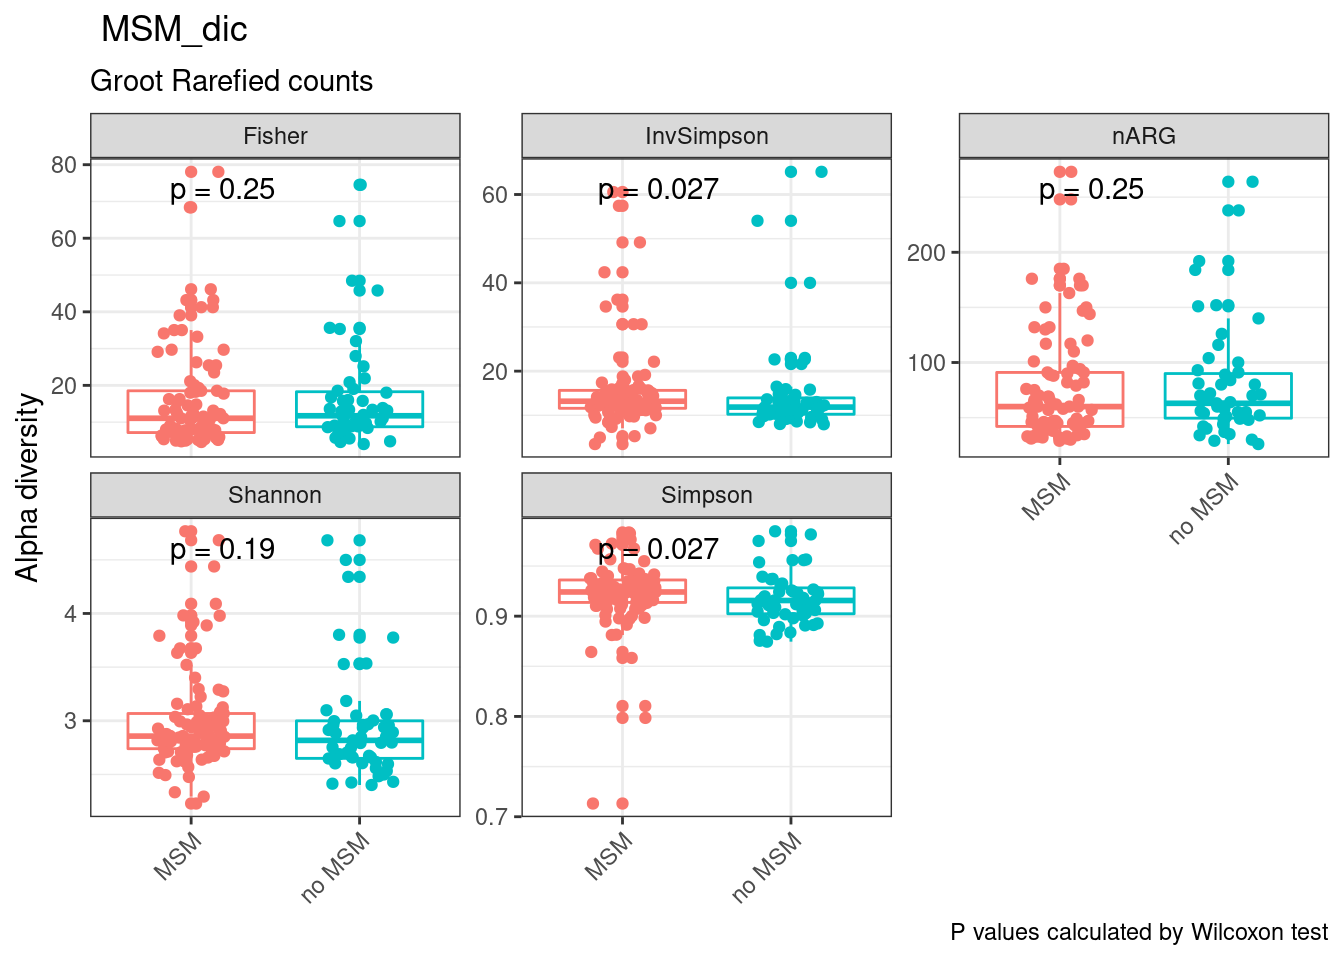 MSM_dic
Groot Rarefied counts
Alpha diversity
Fisher
80
60
40
20
p = 0.25
InvSimpson
60
40
20
p = 0.027
nARG
200
100
p = 0.25
MSM
no MSM
Shannon
4
3
p = 0.19
MSM
no MSM
Simpson
0.9
0.8
0.7
p = 0.027
MSM
no MSM
P values calculated by Wilcoxon test